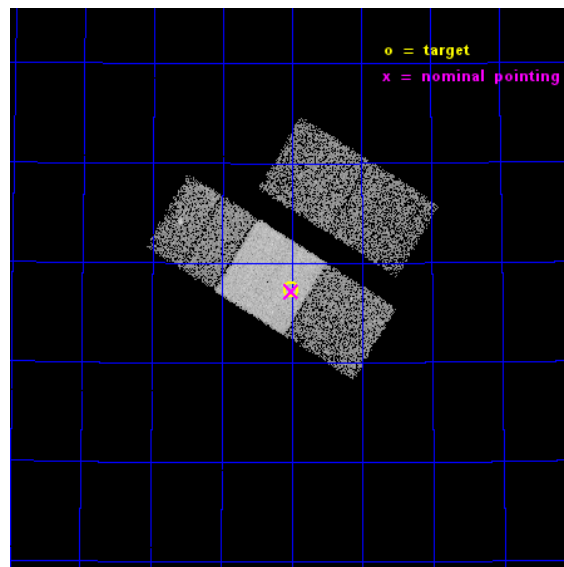 o = target
x = nominal pointing